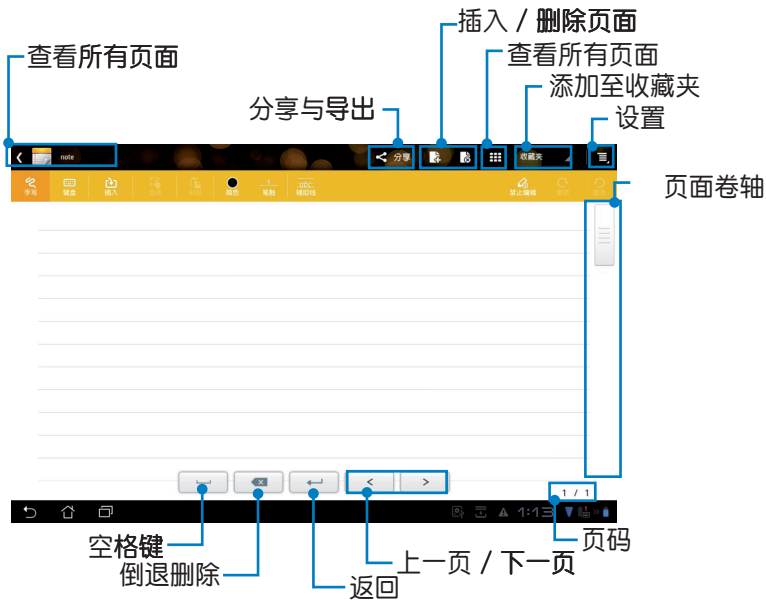 插入 / 删除页面
查看所有页面
查看所有页面
添加至收藏夹
分享与导出
设置
note
分享
收藏夹
手写
键盘
插入
颜色
笔触
辅助线
禁止编辑
页面卷轴
1 / 1
1:13
空格键
倒退删除
返回
上一页 / 下一页
页码